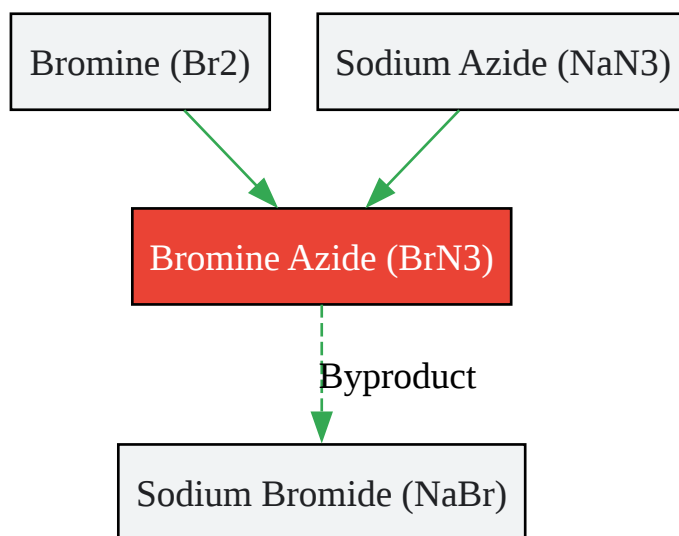 Bromine (Br2)
Sodium Azide (NaN3)
Bromine Azide (BrN3)
Byproduct
Sodium Bromide (NaBr)